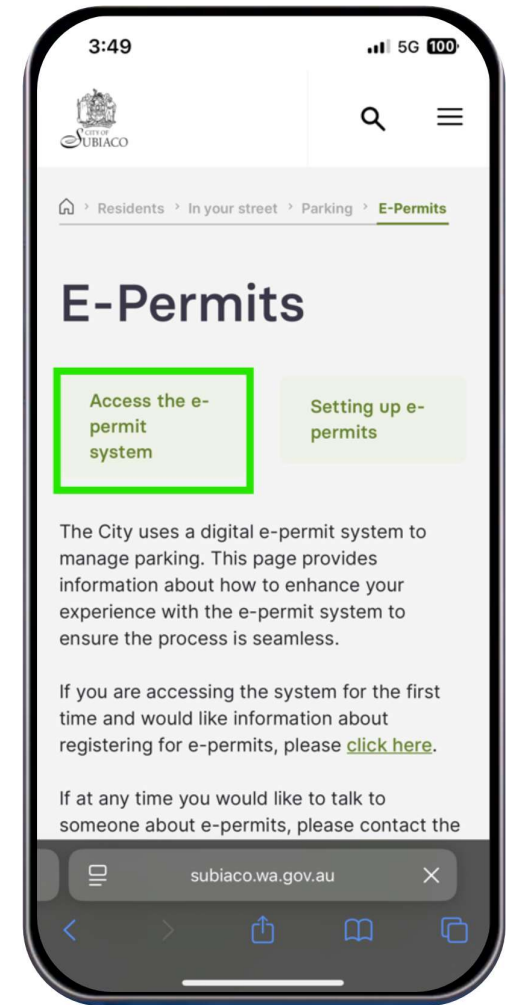 3:49 5G 100
CITY OF
SUBIACO
Residents In your street Parking E-Permits
E-Permits
Access the e-
permit
system
Setting up e-
permits
The City uses a digital e-permit system to
manage parking. This page provides
information about how to enhance your
experience with the e-permit system to
ensure the process is seamless.
If you are accessing the system for the first
time and would like information about
registering for e-permits, please click here.
If at any time you would like to talk to
someone about e-permits, please contact the
subiaco.wa.gov.au